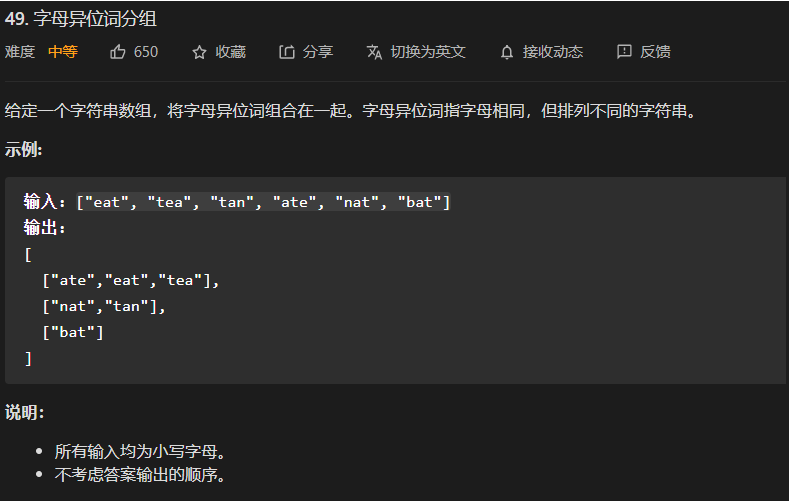 49. 字母异位词分组
难度 中等 650 收藏 分享 切换为英文 接收动态 反馈
给定一个字符串数组，将字母异位词组合在一起。字母异位词指字母相同，但排列不同的字符串。
示例:
输入: ["eat", "tea", "tan", "ate", "nat", "bat"]
输出:
[
["ate","eat","tea"],
["nat","tan"],
["bat"]
]
说明：
所有输入均为小写字母。
不考虑答案输出的顺序。